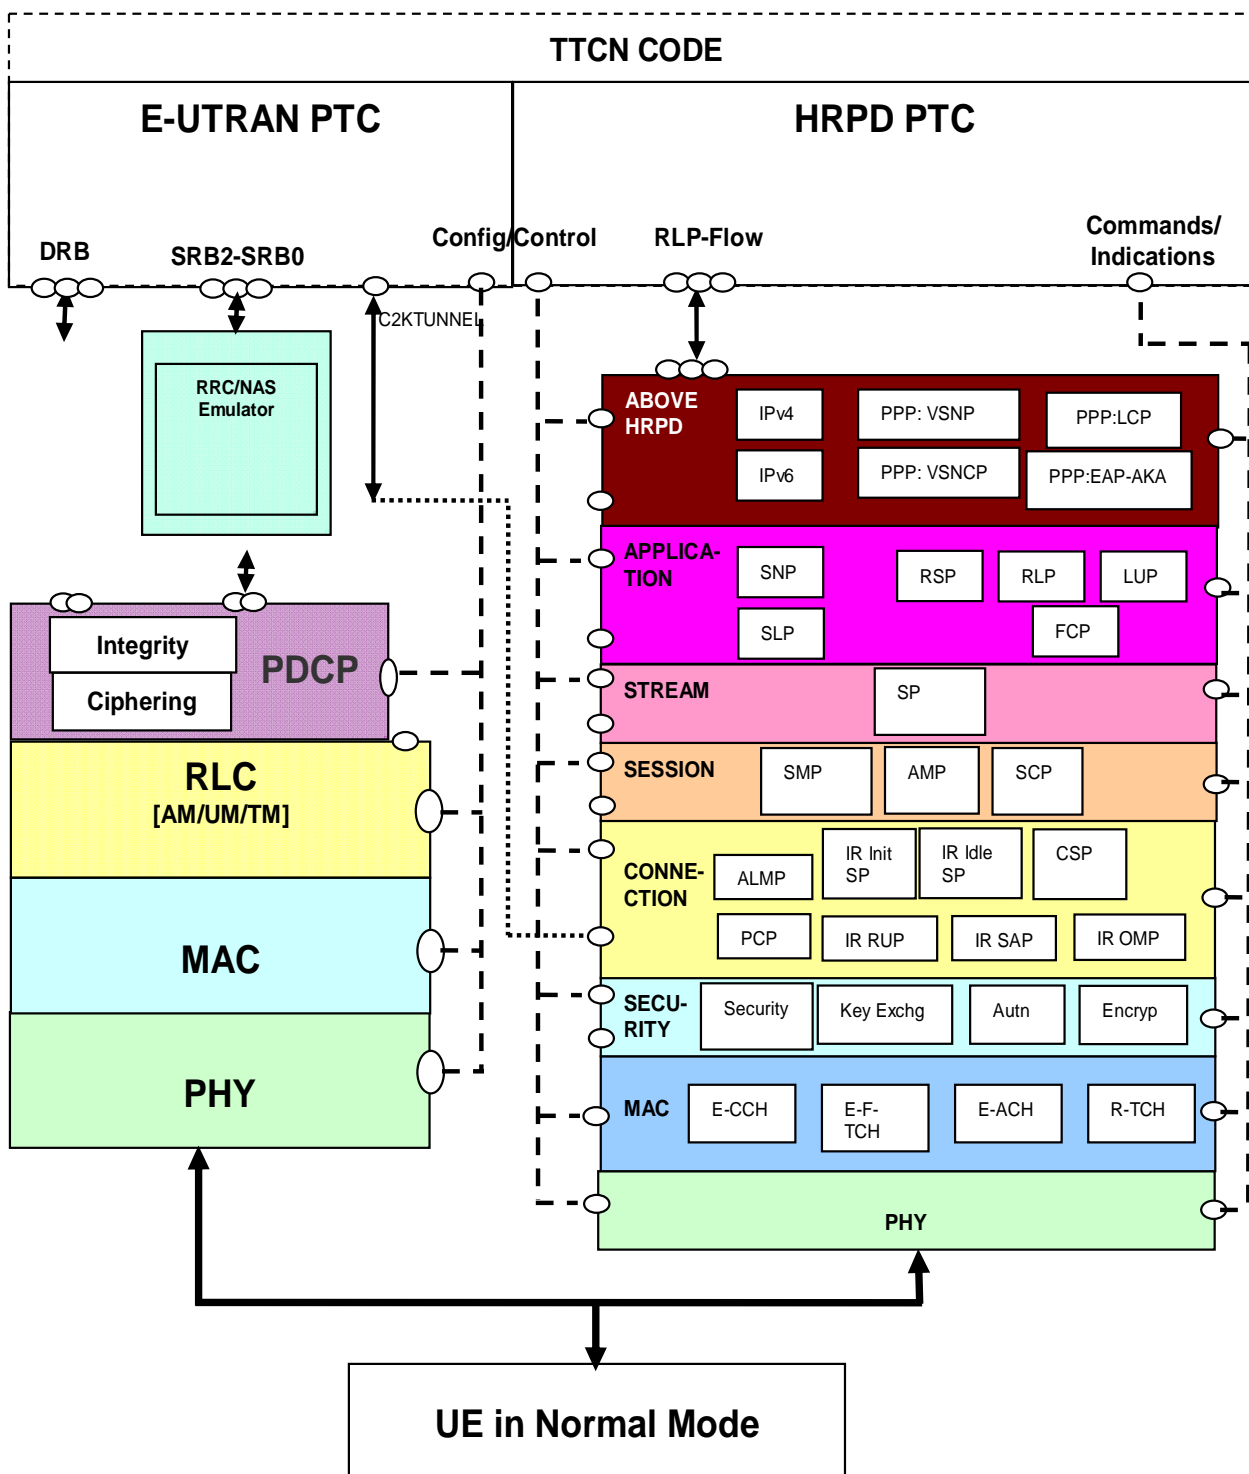 TTCN CODE
E-UTRAN PTC
HRPD PTC
DRB
SRB2-SRB0
Config/Control
RLP-Flow
Commands/
Indications
C2KTUNNEL
RRC/NAS
Emulator
ABOVE
HRPD
IPv4
PPP: VSNP
PPP:LCP
IPv6
PPP: VSNCP
PPP:EAP-AKA
APPLICA-
TION
SNP
RSP
RLP
LUP
SLP
FCP
Integrity
Ciphering
PDCP
STREAM
SP
RLC
[AM/UM/TM]
SESSION
SMP
AMP
SCP
CONNE-
CTION
ALMP
IR Init
SP
IR Idle
SP
CSP
PCP
IR RUP
IR SAP
IR OMP
MAC
SECU-
RITY
Security
Key Exchg
Autn
Encryp
PHY
MAC
E-CCH
E-F-
TCH
E-ACH
R-TCH
PHY
UE in Normal Mode